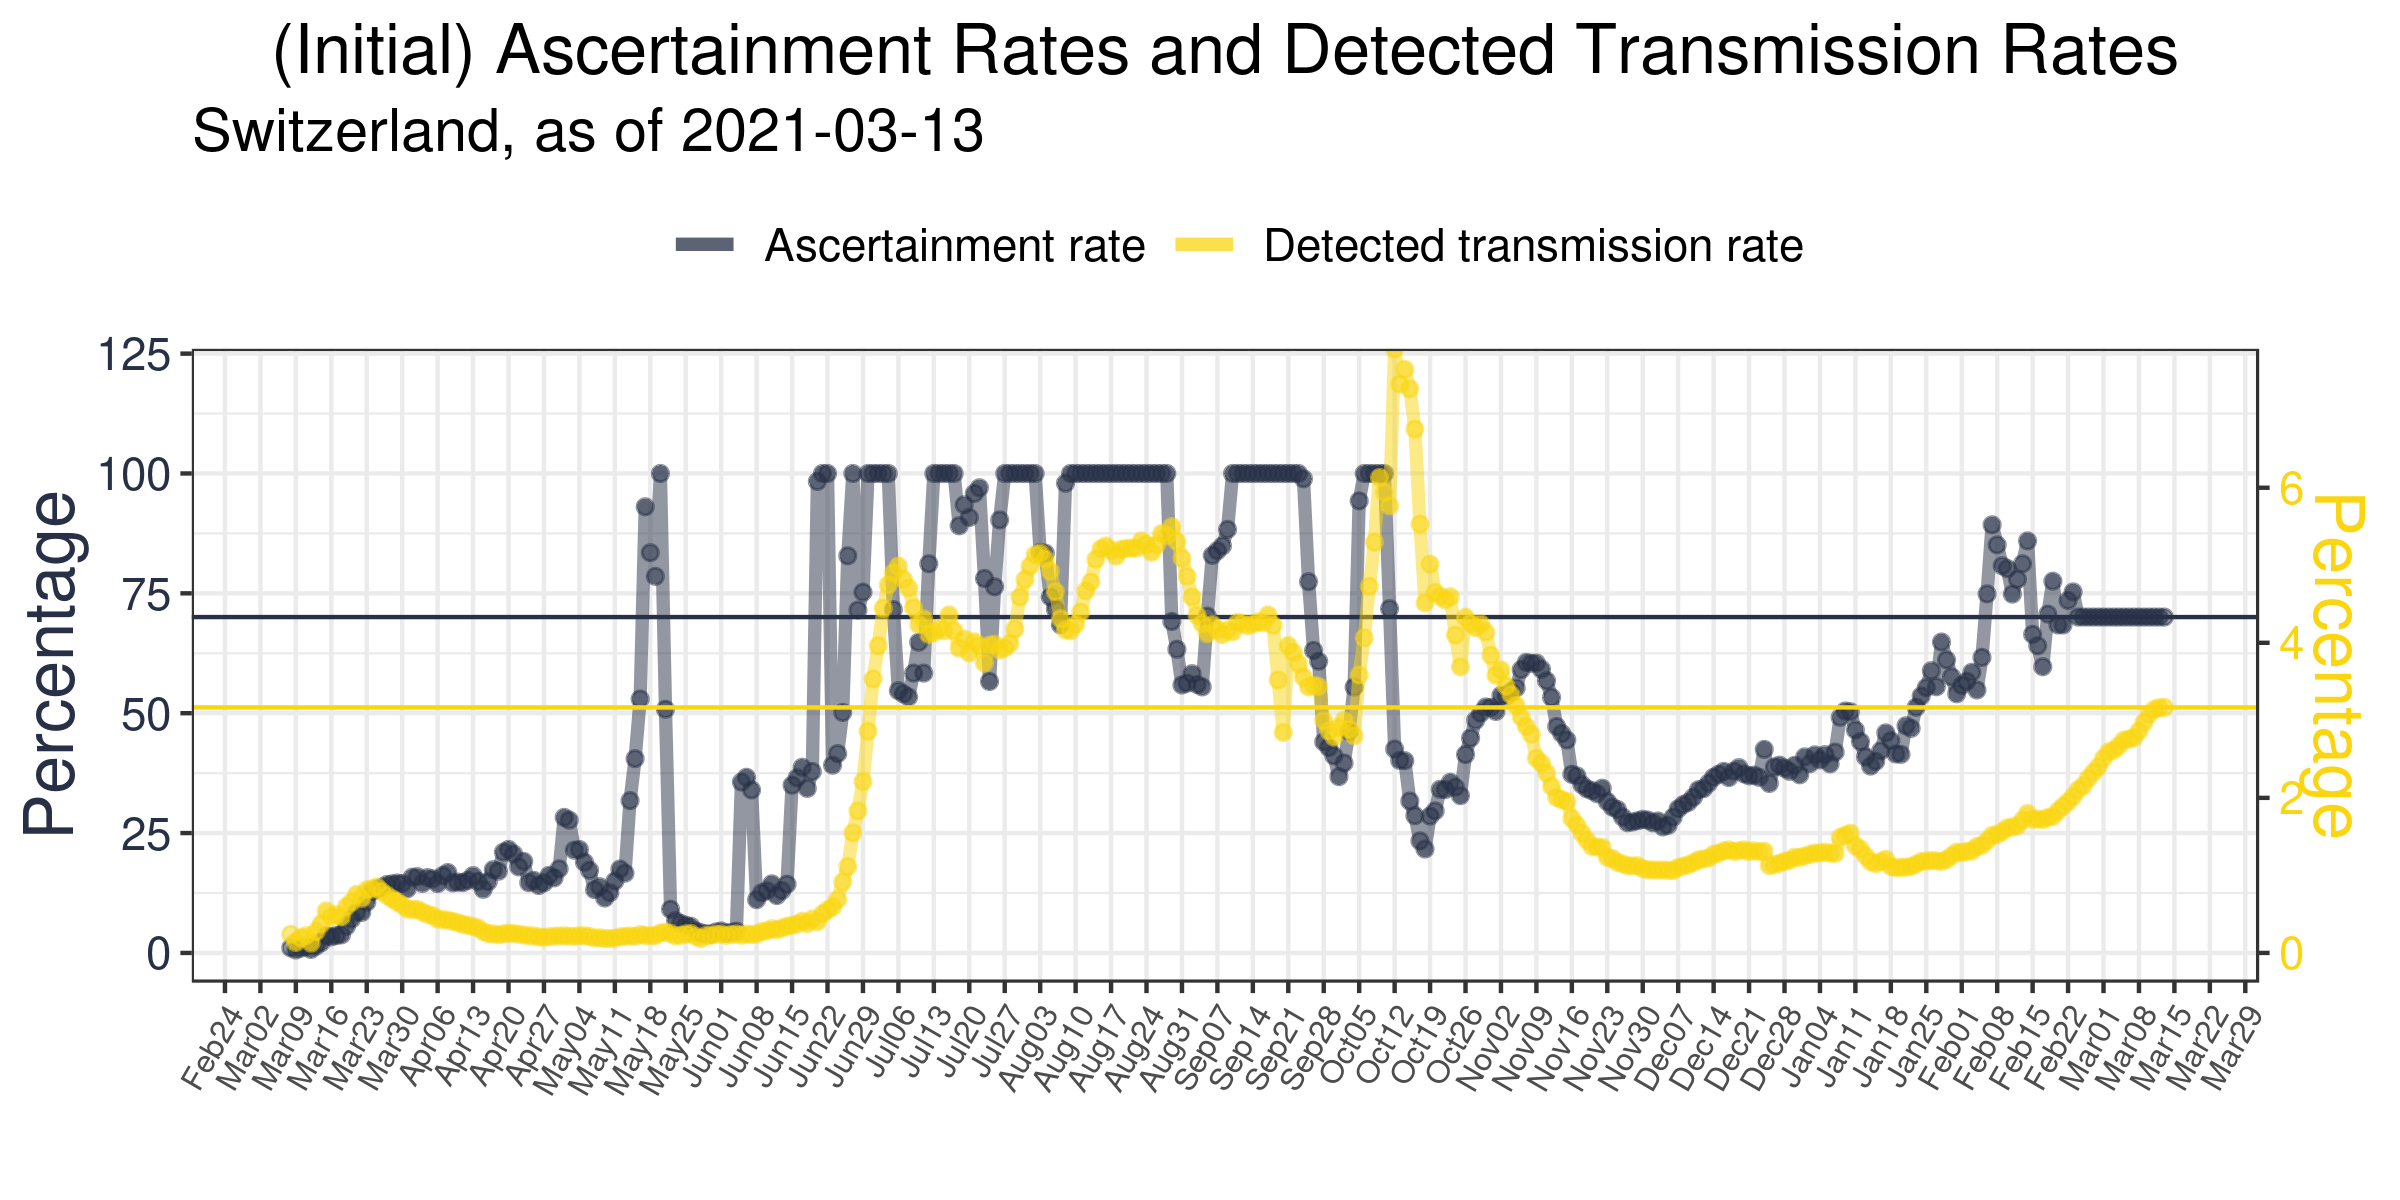 (Initial) Ascertainment Rates and Detected Transmission Rates
Switzerland, as of 2021-03-13
Ascertainment rate
Detected transmission rate
Percentage
125
100
75
50
25
0
6
4
2
0
Percentage
Feb24
Mar02
Mar09
Mar16
Mar23
Mar30
Apr06
Apr13
Apr20
Apr27
May04
May11
May18
May25
Jun01
Jun08
Jun15
Jun22
Jun29
Jul06
Jul13
Jul20
Jul27
Aug03
Aug10
Aug17
Aug24
Aug31
Sep07
Sep14
Sep21
Sep28
Oct05
Oct12
Oct19
Oct26
Nov02
Nov09
Nov16
Nov23
Nov30
Dec07
Dec14
Dec21
Dec28
Jan04
Jan11
Jan18
Jan25
Feb01
Feb08
Feb15
Feb22
Mar01
Mar08
Mar15
Mar22
Mar29